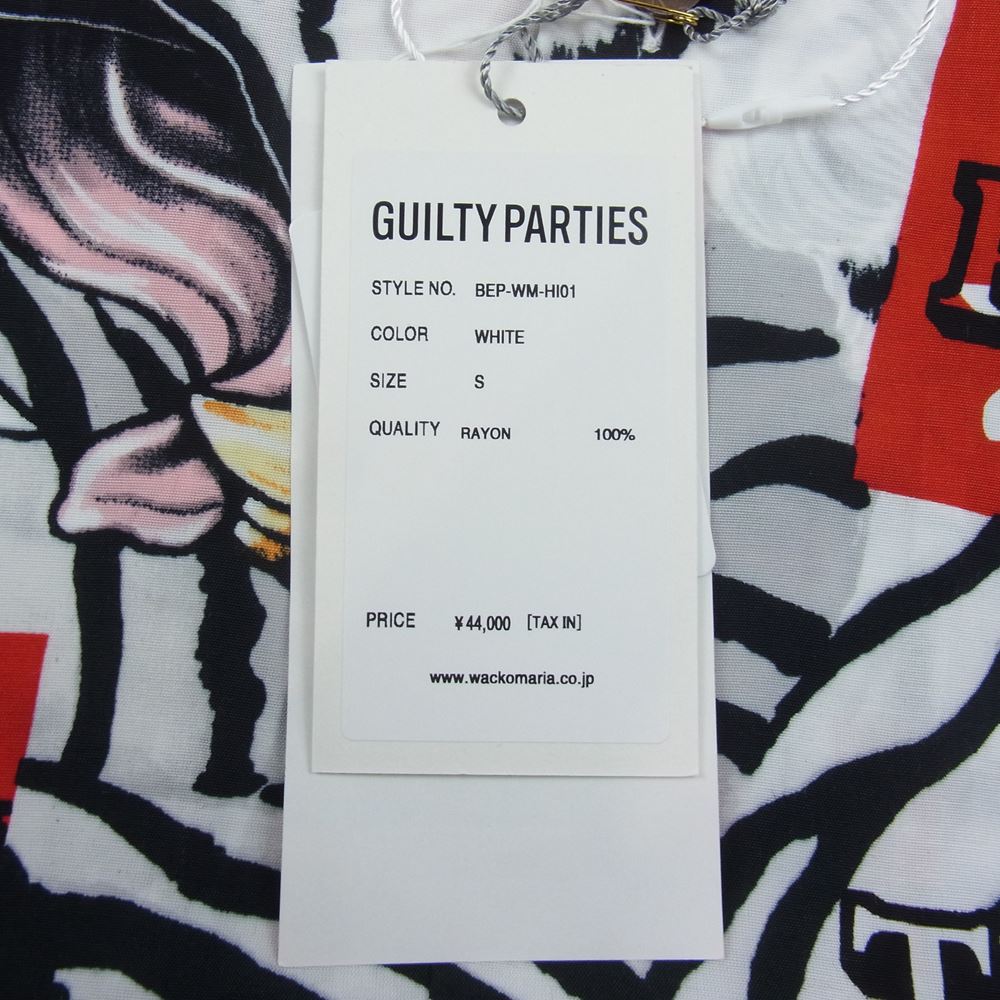 GUILTY PARTIES
STYLE NO. BEP-WM-HI01
COLOR WHITE
SIZE S
QUALITY RAYON 100%
PRICE ¥44,000 [TAX IN]
www.wackomaria.co.jp